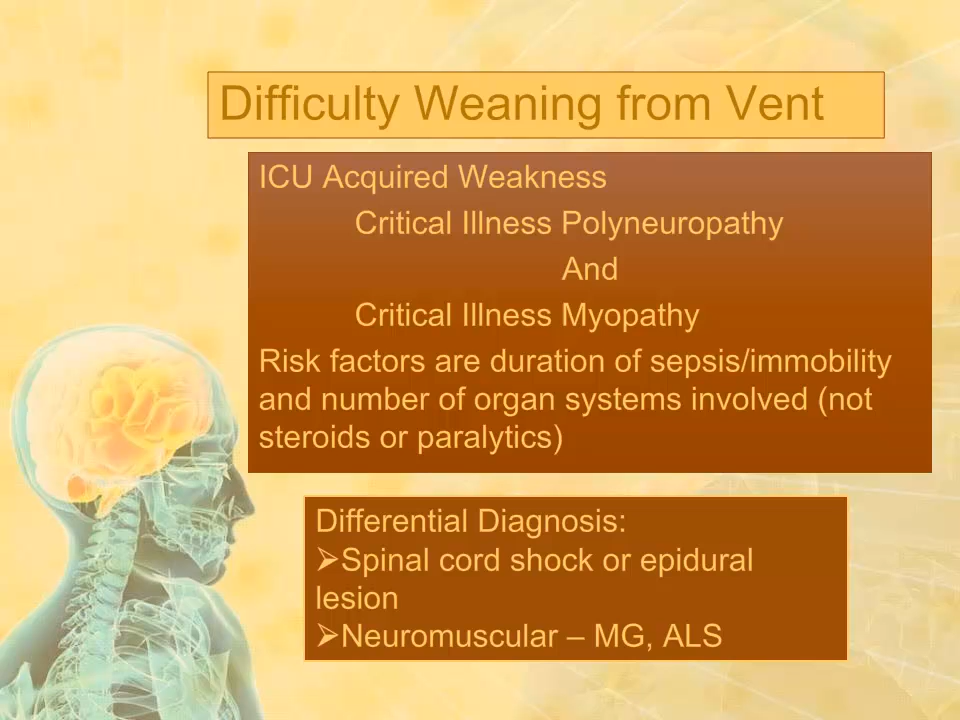 Difficulty Weaning from Vent
ICU Acquired Weakness
Critical Illness Polyneuropathy
And
Critical Illness Myopathy
Risk factors are duration of sepsis/immobility
and number of organ systems involved (not
steroids or paralytics)
Differential Diagnosis:
➢Spinal cord shock or epidural
lesion
➢Neuromuscular – MG, ALS